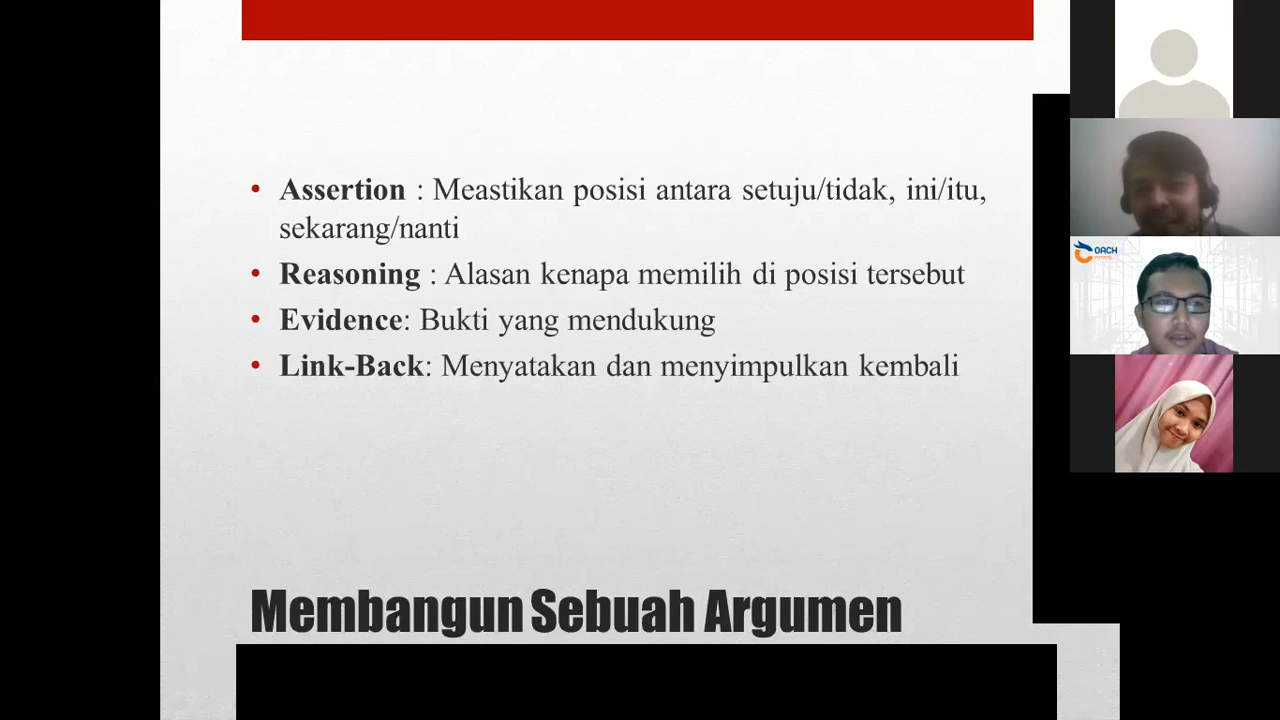 • Assertion : Meastikan posisi antara setuju/tidak, ini/itu,
sekarang/nanti
• Reasoning : Alasan kenapa memilih di posisi tersebut
• Evidence: Bukti yang mendukung
• Link-Back: Menyatakan dan menyimpulkan kembali
Membangun Sebuah Argumen
COACH